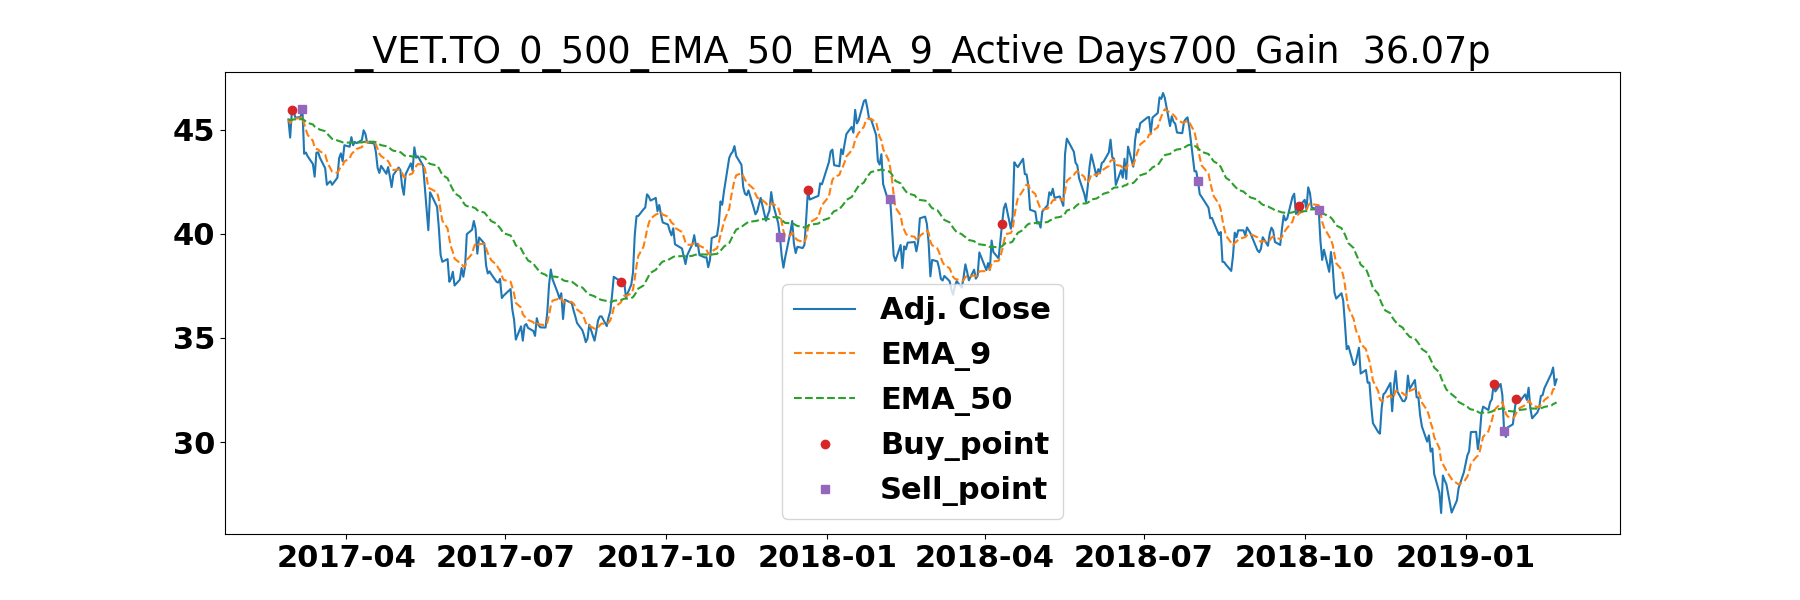 _VET.TO_0_500_EMA_50_EMA_9_Active Days700_Gain  36.07p
45
40
35
30
Adj. Close
EMA_9
EMA_50
Buy_point
Sell_point
2017-04 2017-07 2017-10 2018-01 2018-04 2018-07 2018-10 2019-01